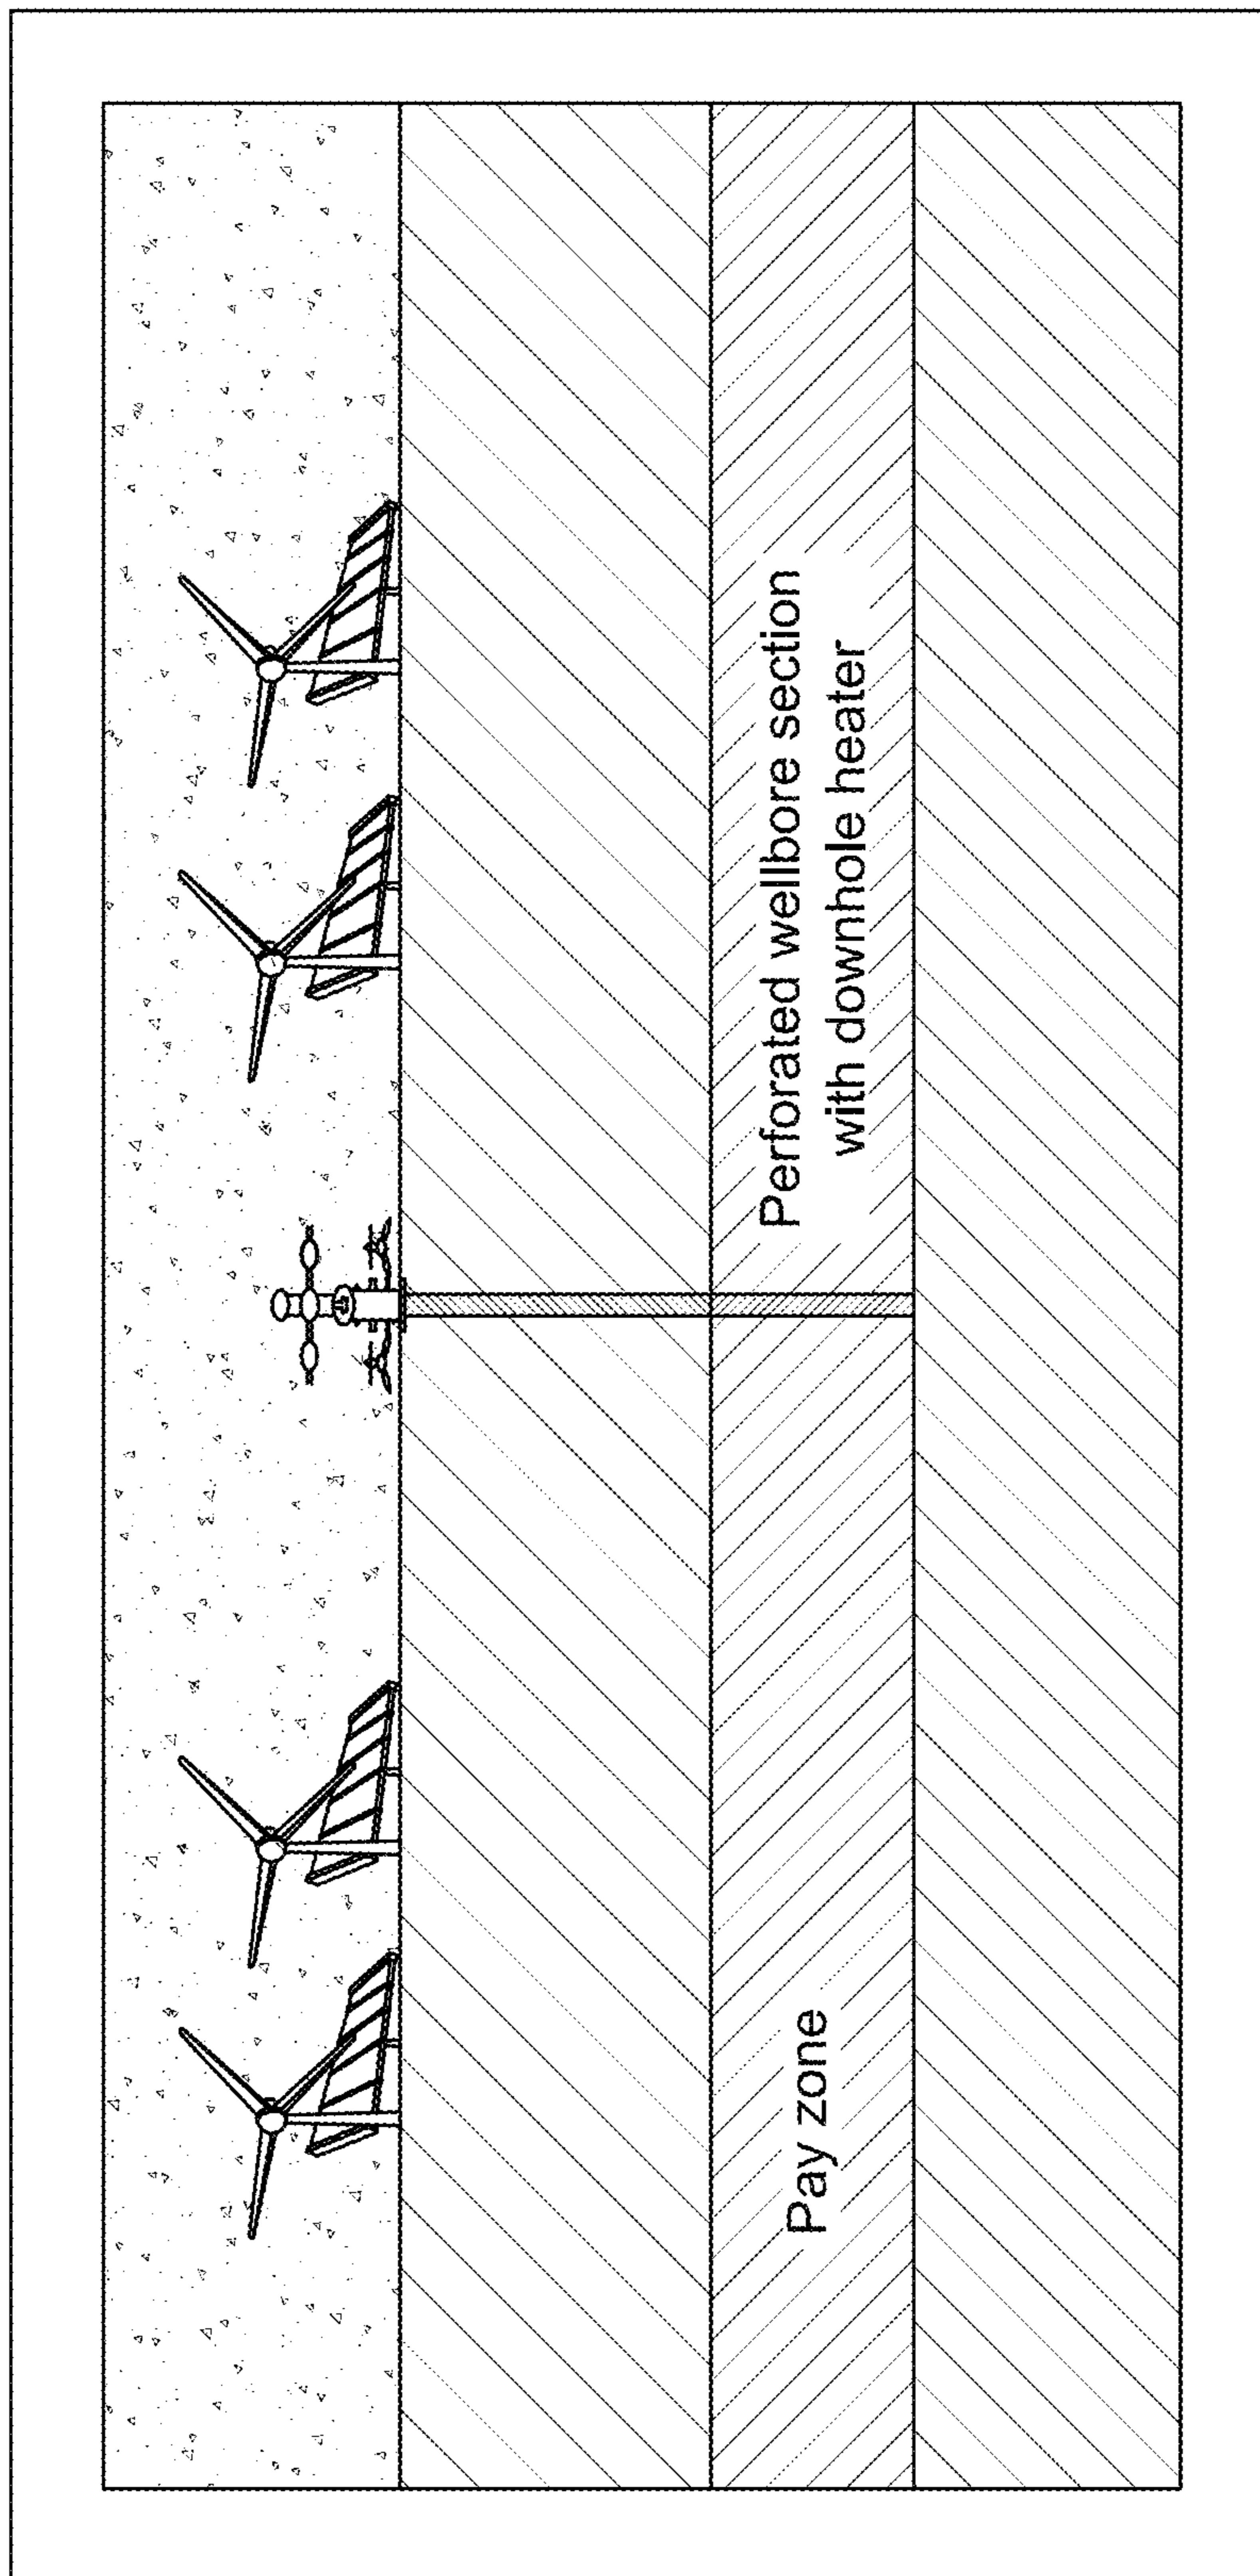 Pay zone
Perforated wellbore section
with downhole heater